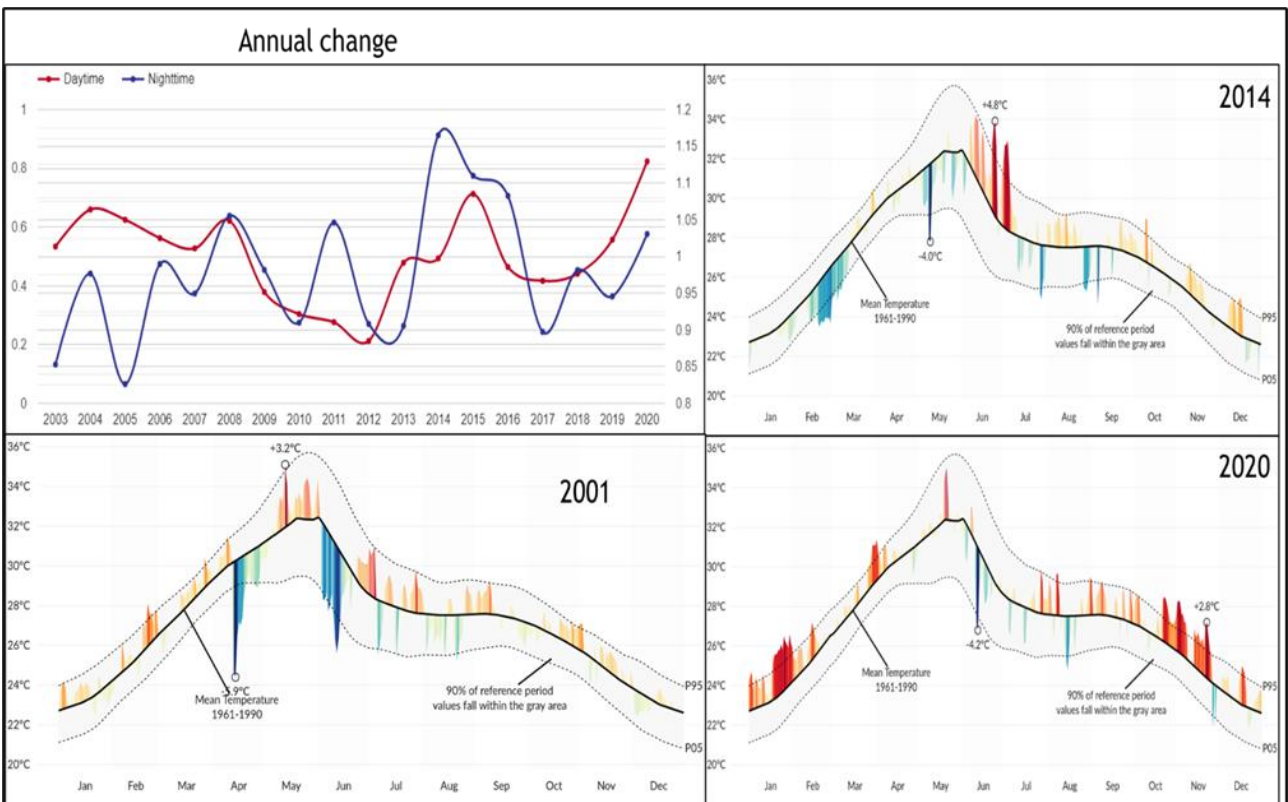 Annual change
Daytime Nighttime
1 1.2
1.15
0.8 1.1
1.05
0.6 1
0.4 0.95
0.9
0.2 0.85
0 0.8
2003 2004 2005 2006 2007 2008 2009 2010 2011 2012 2013 2014 2015 2016 2017 2018 2019 2020
2014
36°C
34°C
32°C
30°C
28°C
26°C
24°C
22°C
20°C
+4.8°C
-4.0°C
Mean Temperature
1961-1990
90% of reference period
values fall within the gray area
P95
P05
Jan Feb Mar Apr May Jun Jul Aug Sep Oct Nov Dec
2001
36°C
34°C
32°C
30°C
28°C
26°C
24°C
22°C
20°C
+3.2°C
-5.9°C
Mean Temperature
1961-1990
90% of reference period
values fall within the gray area
P95
P05
Jan Feb Mar Apr May Jun Jul Aug Sep Oct Nov Dec
2020
36°C
34°C
32°C
30°C
28°C
26°C
24°C
22°C
20°C
-4.2°C
+2.8°C
Mean Temperature
1961-1990
90% of reference period
values fall within the gray area
P95
P05
Jan Feb Mar Apr May Jun Jul Aug Sep Oct Nov Dec